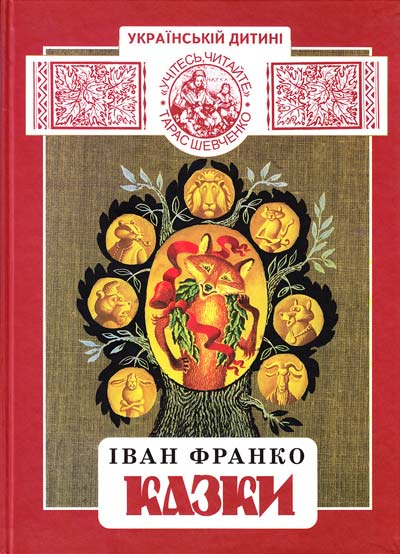 УКРАЇНСЬКІЙ ДИТИНІ
«УЧІТЕСЬ, ЧИТАЙТЕ»
ТАРАС ШЕВЧЕНКО
ІВАН ФРАНКО
КАЗКИ